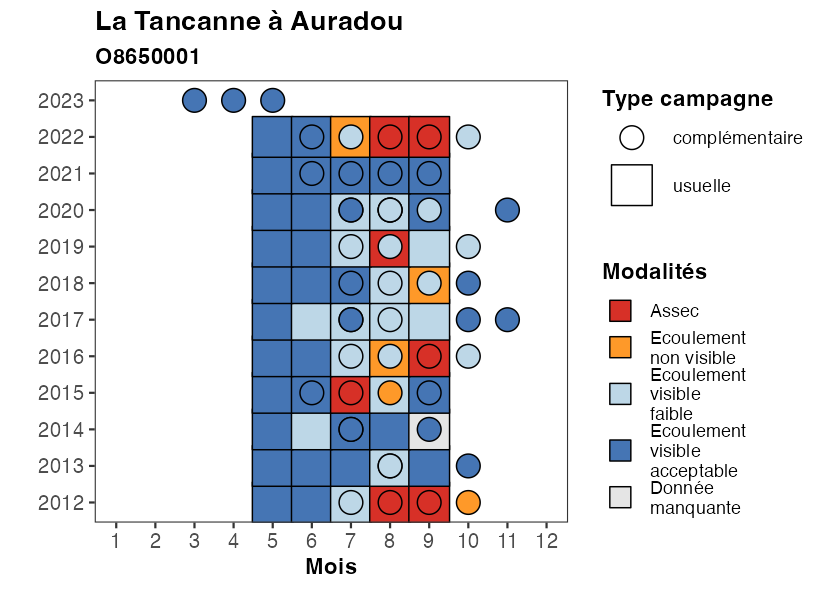 La Tancanne à Auradou
O8650001
2023
2022
2021
2020
2019
2018
2017
2016
2015
2014
2013
2012
1 2 3 4 5 6 7 8 9 10 11 12
Mois
Type campagne
complémentaire
usuelle
Modalités
Assec
Ecoulement
non visible
Ecoulement
visible
faible
Ecoulement
visible
acceptable
Donnée
manquante